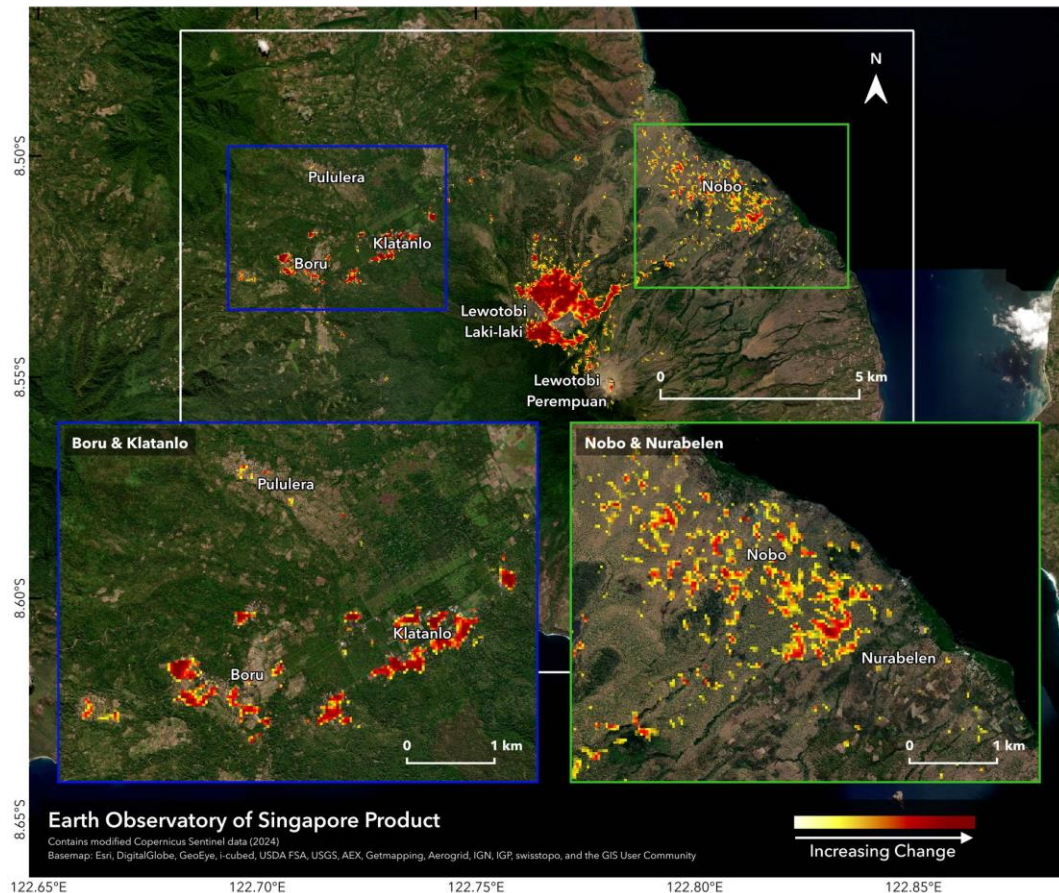 N
8.50°S
8.55°S
8.60°S
8.65°S
Pululera
Klatanlo
Boru
Nobo
Lewotobi
Laki-laki
Lewotobi
Perempuan
0 5 km
Boru & Klatanlo
Pululera
Klatanlo
Boru
0 1 km
Nobo & Nurabelen
Nobo
Nurabelen
0 1 km
Earth Observatory of Singapore Product
Contains modified Copernicus Sentinel data (2024)
Basemap: Esri, DigitalGlobe, GeoEye, i-cubed, USDA FSA, USGS, AEX, Getmapping, Aerogrid, IGN, IGP, swisstopo, and the GIS User Community
Increasing Change
122.65°E 122.70°E 122.75°E 122.80°E 122.85°E